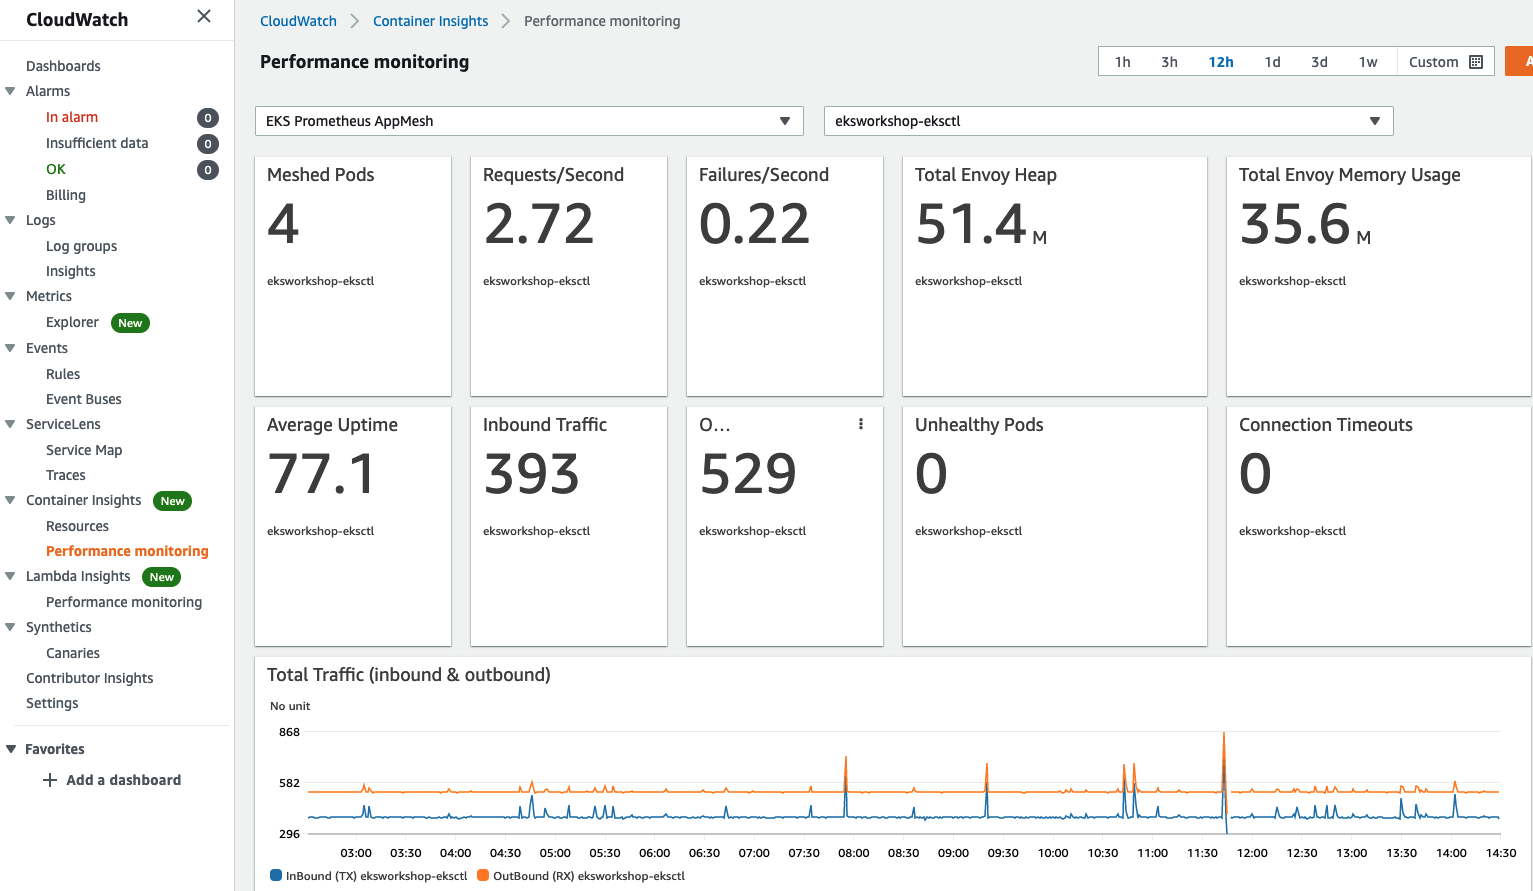 CloudWatch
Dashboards
Alarms
In alarm 0
Insufficient data 0
OK 0
Billing
Logs
Log groups
Insights
Metrics
Explorer New
Events
Rules
Event Buses
ServiceLens
Service Map
Traces
Container Insights New
Resources
Performance monitoring
Lambda Insights New
Performance monitoring
Synthetics
Canaries
Contributor Insights
Settings
Favorites
Add a dashboard
CloudWatch Container Insights Performance monitoring
Performance monitoring
1h 3h 12h 1d 3d 1w Custom A
EKS Prometheus AppMesh
eksworkshop-eksctl
Meshed Pods
4
eksworkshop-eksctl
Requests/Second
2.72
eksworkshop-eksctl
Failures/Second
0.22
eksworkshop-eksctl
Total Envoy Heap
51.4 M
eksworkshop-eksctl
Total Envoy Memory Usage
35.6 M
eksworkshop-eksctl
Average Uptime
77.1
eksworkshop-eksctl
Inbound Traffic
393
eksworkshop-eksctl
O...
529
eksworkshop-eksctl
Unhealthy Pods
0
eksworkshop-eksctl
Connection Timeouts
0
eksworkshop-eksctl
Total Traffic (inbound & outbound)
No unit
868
582
296
03:00 03:30 04:00 04:30 05:00 05:30 06:00 06:30 07:00 07:30 08:00 08:30 09:00 09:30 10:00 10:30 11:00 11:30 12:00 12:30 13:00 13:30 14:00 14:30
InBound (TX) eksworkshop-eksctl OutBound (RX) eksworkshop-eksctl